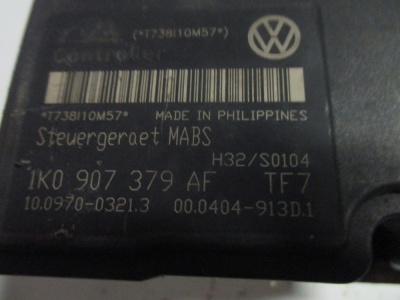 (*T738I10M57*)
Controller
*T738I10M57* MADE IN PHILIPPINES
Steuergeraet MABS
H32/S0104
1K0 907 379 AF TF7
10.0970-0321.3 00.0404-913D.1